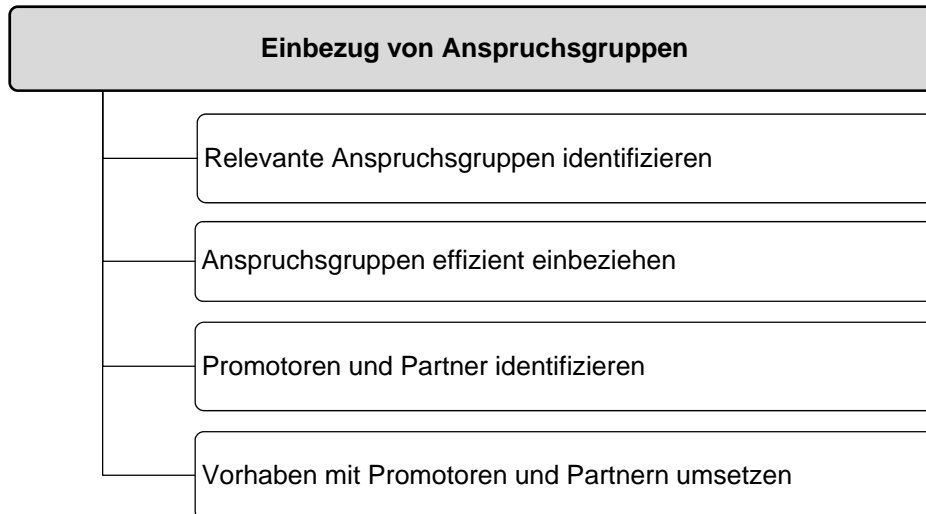 Einbezug von Anspruchsgruppen
Relevante Anspruchsgruppen identifizieren
Anspruchsgruppen effizient einbeziehen
Promotoren und Partner identifizieren
Vorhaben mit Promotoren und Partnern umsetzen